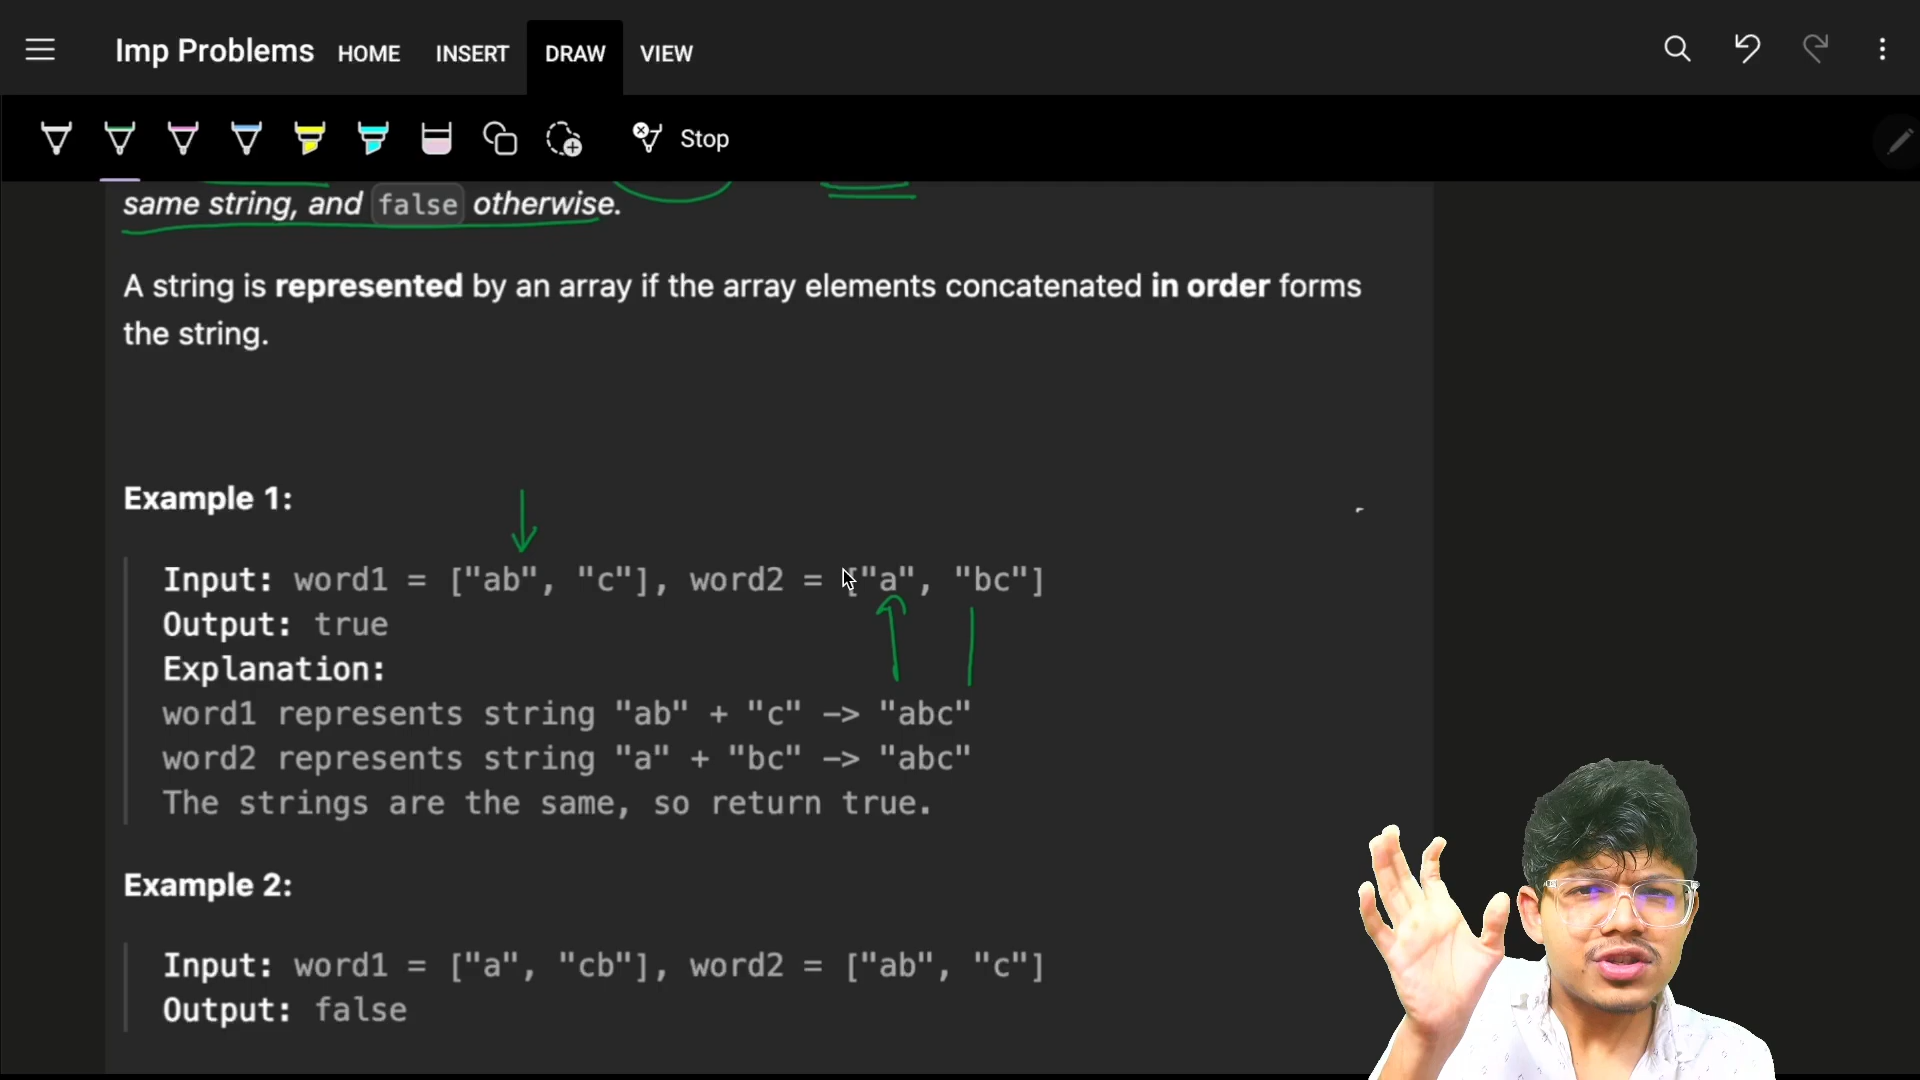 Imp Problems HOME INSERT DRAW VIEW
Stop
same string, and false otherwise.
A string is represented by an array if the array elements concatenated in order forms
the string.
Example 1:
Input: word1 = ["ab", "c"], word2 = ["a", "bc"]
Output: true
Explanation:
word1 represents string "ab" + "c" -> "abc"
word2 represents string "a" + "bc" -> "abc"
The strings are the same, so return true.
Example 2:
Input: word1 = ["a", "cb"], word2 = ["ab", "c"]
Output: false